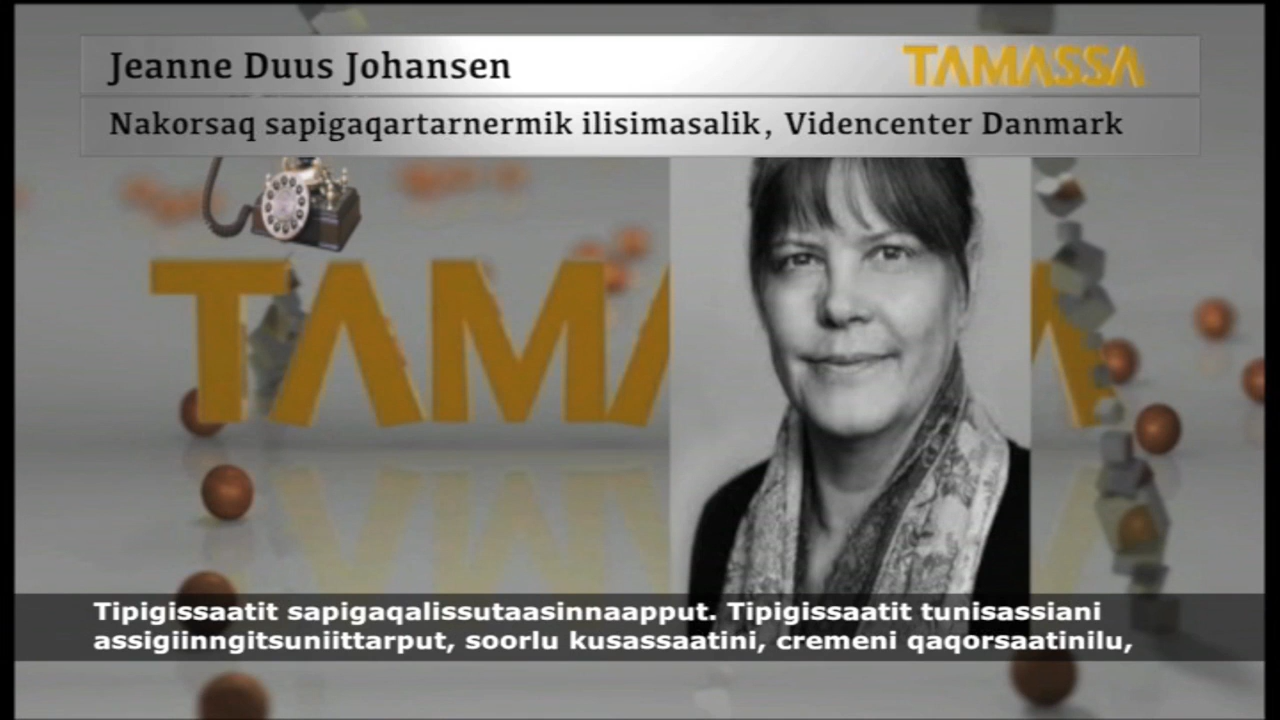 Jeanne Duus Johansen
TAMASSA
Nakorsaq sapigaqartarnermik ilisimasalik, Videncenter Danmark
TAMA
Tipigissaatit sapigaqalissutaasinnaapput. Tipigissaatit tunisassiani
assigiinngitsuniittarput, soorlu kusassaatini, cremeni qaqorsaatinilu,